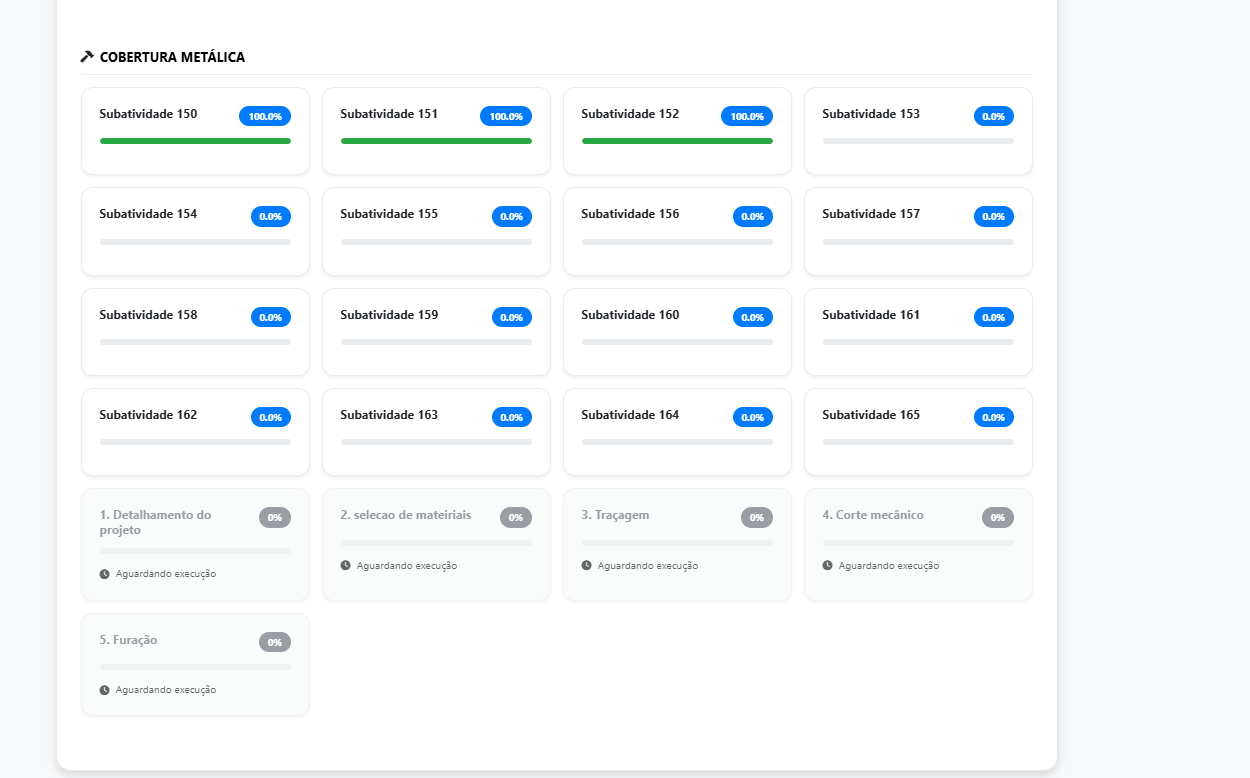 COBERTURA METÁLICA
Subatividade 150 100.0%
Subatividade 151 100.0%
Subatividade 152 100.0%
Subatividade 153 0.0%
Subatividade 154 0.0%
Subatividade 155 0.0%
Subatividade 156 0.0%
Subatividade 157 0.0%
Subatividade 158 0.0%
Subatividade 159 0.0%
Subatividade 160 0.0%
Subatividade 161 0.0%
Subatividade 162 0.0%
Subatividade 163 0.0%
Subatividade 164 0.0%
Subatividade 165 0.0%
1. Detalhamento do 0%
projeto
Aguardando execução
2. selecao de mateiriais 0%
Aguardando execução
3. Traçagem 0%
Aguardando execução
4. Corte mecânico 0%
Aguardando execução
5. Furação 0%
Aguardando execução